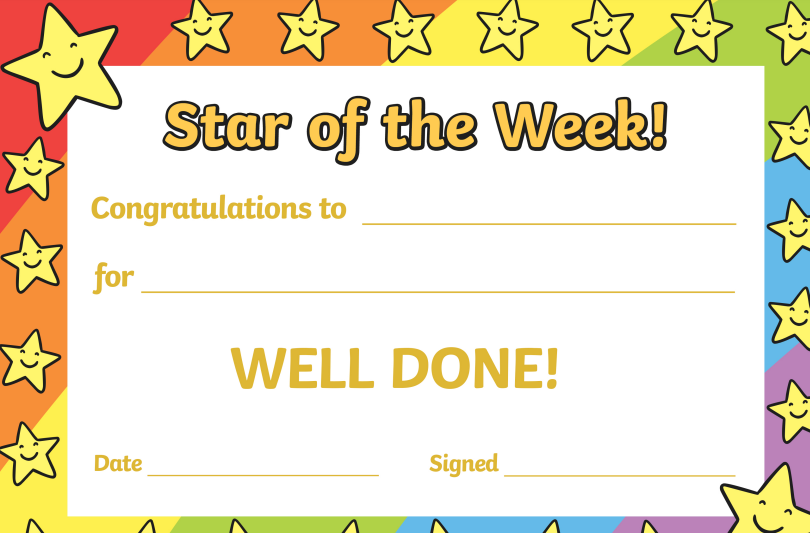 Star of the Week!
Congratulations to
for
WELL DONE!
Date Signed